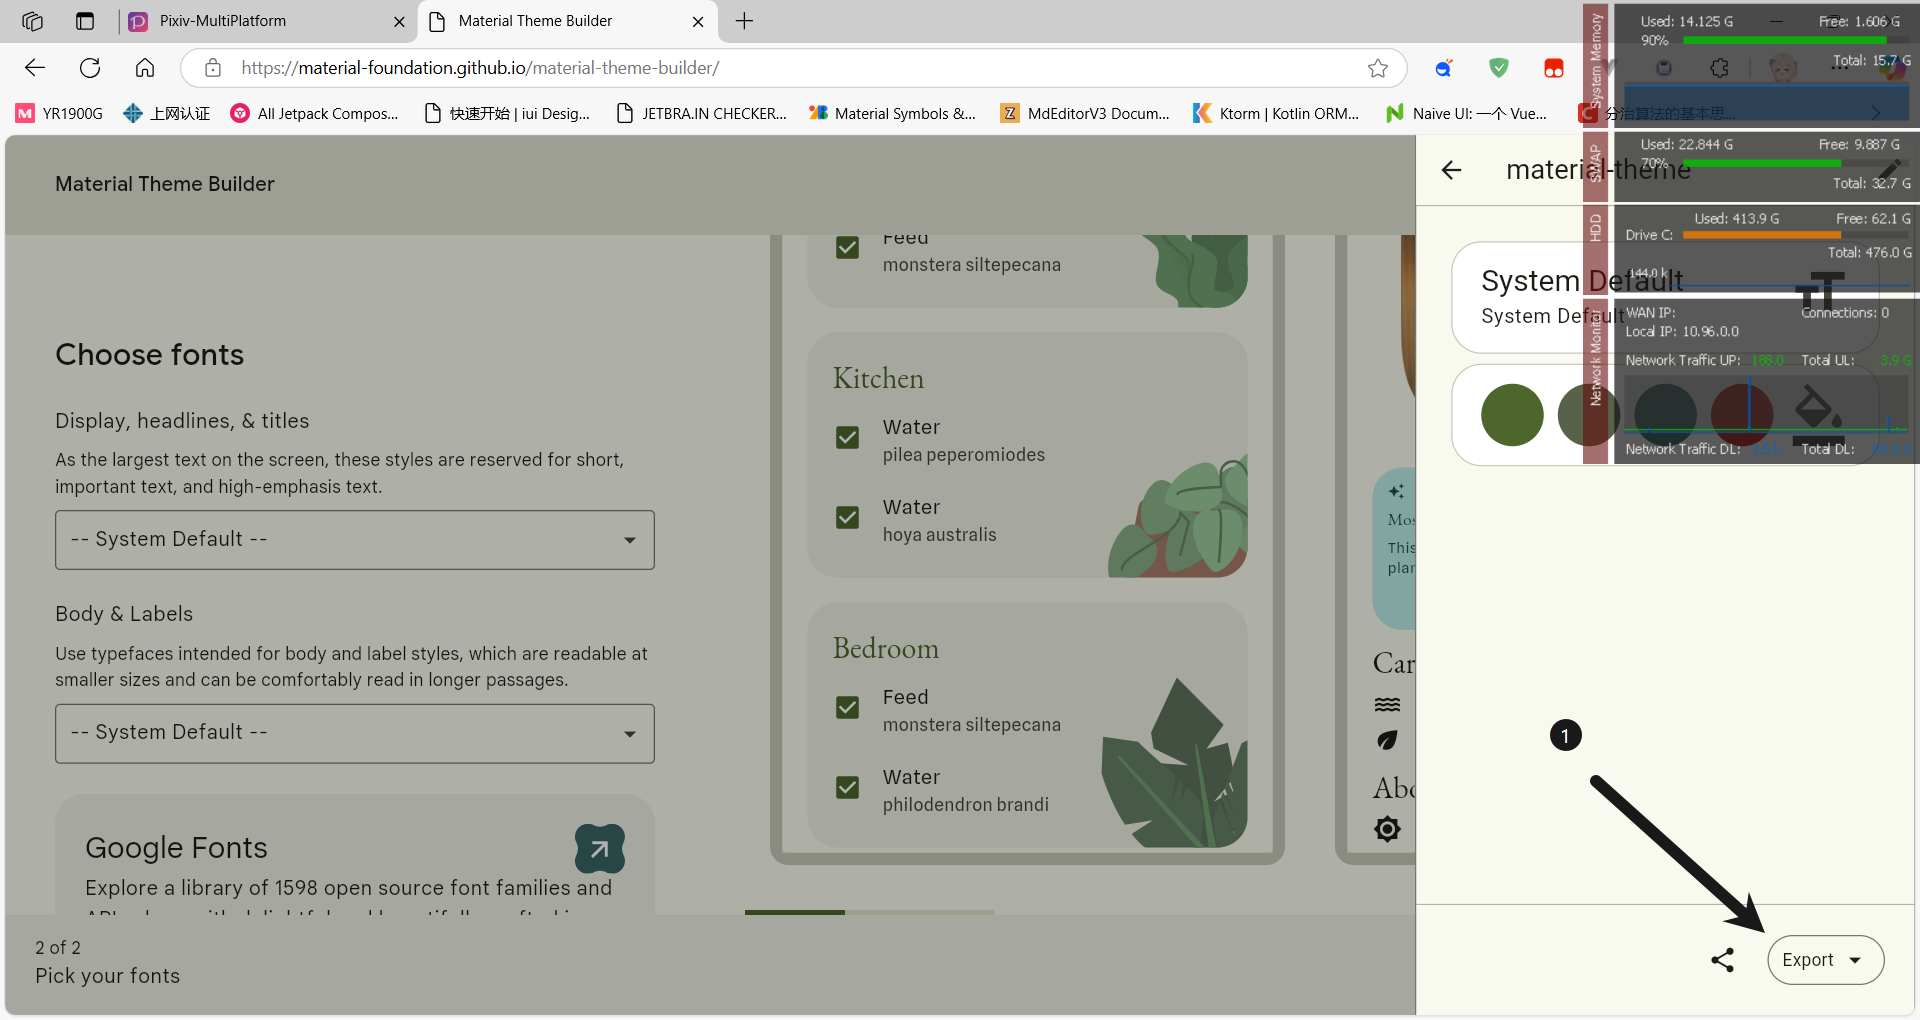 Pixiv-MultiPlatform
Material Theme Builder
https://material-foundation.github.io/material-theme-builder/
YR1900G
上网认证
All Jetpack Compos...
快速开始 | iui Desig...
JETBRA.IN CHECKER...
Material Symbols &...
MdEditorV3 Docum...
Ktorm | Kotlin ORM...
Naive UI: 一个 Vue...
分治算法的基本思...
System Memory
Used: 14.125 G
Free: 1.606 G
90%
Total: 15.7 G
SWAP
Used: 22.844 G
Free: 9.887 G
70%
Total: 32.7 G
HDD
Used: 413.9 G
Free: 62.1 G
Drive C:
Total: 476.0 G
144.0 k
Network Monitor
WAN IP:
Connections: 0
Local IP: 10.96.0.0
Network Traffic UP: 188.0
Total UL: 3.9 G
Network Traffic DL:
Total DL:
Material Theme Builder
Choose fonts
Display, headlines, & titles
As the largest text on the screen, these styles are reserved for short,
important text, and high-emphasis text.
-- System Default --
Body & Labels
Use typefaces intended for body and label styles, which are readable at
smaller sizes and can be comfortably read in longer passages.
-- System Default --
Google Fonts
Explore a library of 1598 open source font families and
2 of 2
Pick your fonts
Feed
monstera siltepecana
Kitchen
Water
pilea peperomiodes
Water
hoya australis
Bedroom
Feed
monstera siltepecana
Water
philodendron brandi
Mos
This
plan
Car
Abo
material-theme
System Default
System Default
1
Export